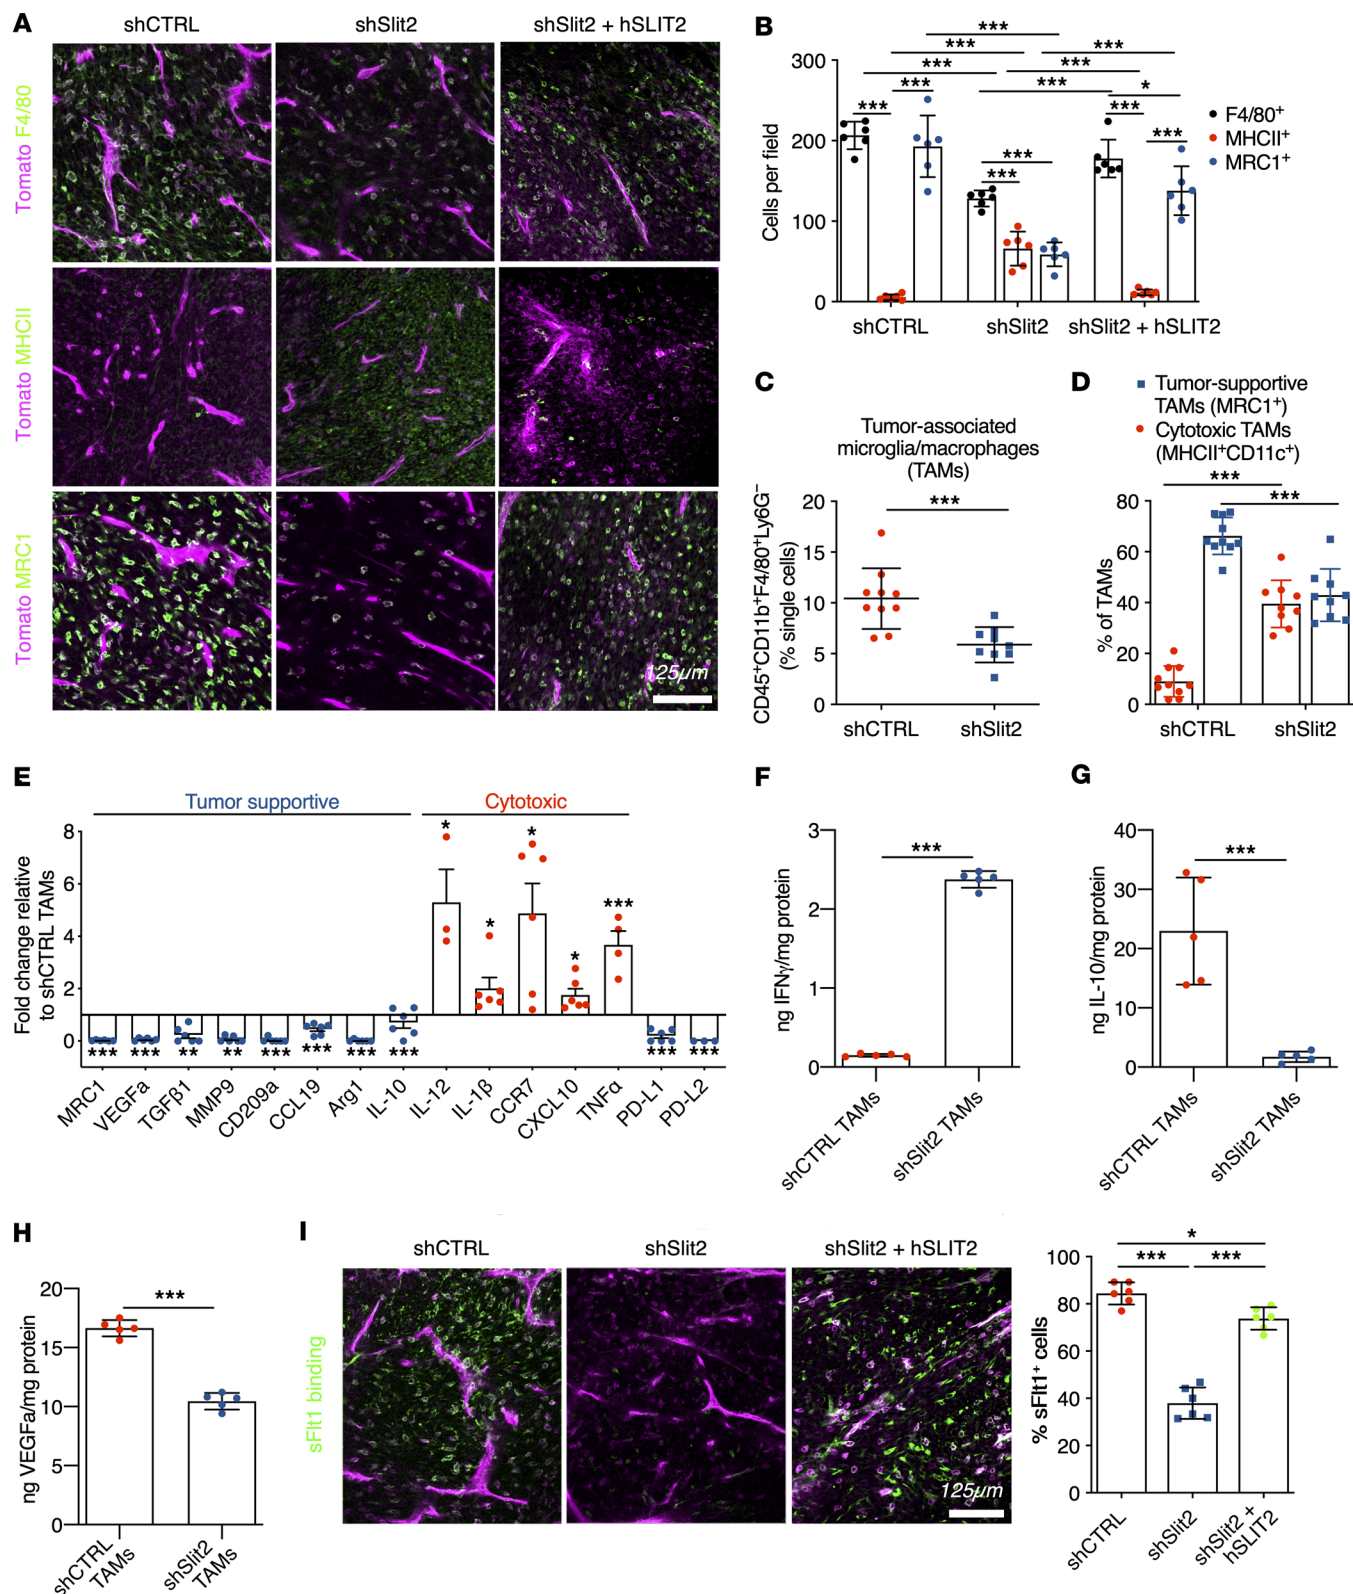 A
shCTRL
shSlit2
shSlit2 + hSLIT2
Tomato F4/80
Tomato MHCII
Tomato MRC1
125µm
B
Cells per field
300
200
100
0
*** *** *** *** *** *** *** ***
*** *** *** *** * ***
F4/80⁺
MHCII⁺
MRC1⁺
shCTRL
shSlit2
shSlit2 + hSLIT2
C
Tumor-associated
microglia/macrophages
(TAMs)
CD45⁺CD11b⁺F4/80⁺Ly6G⁻
(% single cells)
20
15
10
5
0
***
shCTRL
shSlit2
D
Tumor-supportive
TAMs (MRC1⁺)
Cytotoxic TAMs
(MHCII⁺CD11c⁺)
% of TAMs
80
60
40
20
0
***
***
shCTRL
shSlit2
E
Tumor supportive
Cytotoxic
Fold change relative
to shCTRL TAMs
8
6
4
2
0
* * * * ***
*** *** ** ** *** *** *** *** *** ***
MRC1
VEGFa
TGFβ1
MMP9
CD209a
CCL19
Arg1
IL-10
IL-12
IL-1β
CCR7
CXCL10
TNFα
PD-L1
PD-L2
F
ng IFNγ/mg protein
3
2
1
0
***
shCTRL TAMs
shSlit2 TAMs
G
ng IL-10/mg protein
40
30
20
10
0
***
shCTRL TAMs
shSlit2 TAMs
H
ng VEGFa/mg protein
20
15
10
5
0
***
shCTRL
TAMs
shSlit2
TAMs
I
shCTRL
shSlit2
shSlit2 + hSLIT2
sFlt1 binding
125µm
% sFlt1⁺ cells
100
80
60
40
20
0
*
*** ***
shCTRL
shSlit2
shSlit2 +
hSLIT2